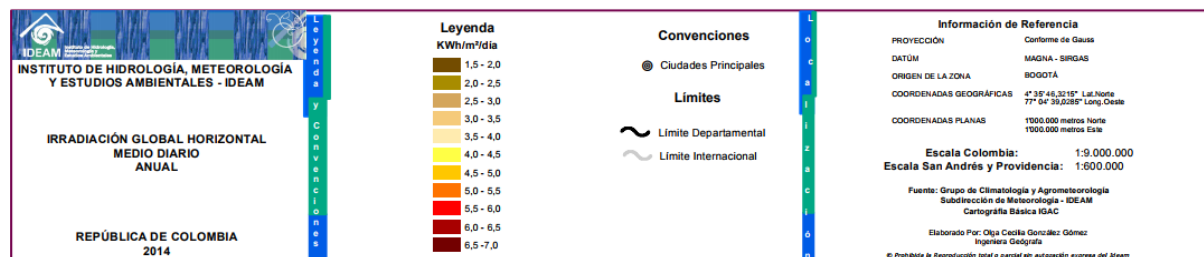 IDEAM
Instituto de Hidrología,
Meteorología y
Estudios Ambientales
INSTITUTO DE HIDROLOGÍA, METEOROLOGÍA
Y ESTUDIOS AMBIENTALES - IDEAM
IRRADIACIÓN GLOBAL HORIZONTAL
MEDIO DIARIO
ANUAL
REPÚBLICA DE COLOMBIA
2014
Leyenda y Convenciones
Leyenda
KWh/m²/día
1,5 - 2,0
2,0 - 2,5
2,5 - 3,0
3,0 - 3,5
3,5 - 4,0
4,0 - 4,5
4,5 - 5,0
5,0 - 5,5
5,5 - 6,0
6,0 - 6,5
6,5 -7,0
Convenciones
Ciudades Principales
Límites
Límite Departamental
Límite Internacional
Localización
Información de Referencia
PROYECCIÓN Conforme de Gauss
DATÚM MAGNA - SIRGAS
ORIGEN DE LA ZONA BOGOTÁ
COORDENADAS GEOGRÁFICAS 4° 35' 46,3215" Lat.Norte
77° 04' 39,0285" Long.Oeste
COORDENADAS PLANAS 1'000.000 metros Norte
1'000.000 metros Este
Escala Colombia: 1:9.000.000
Escala San Andrés y Providencia: 1:600.000
Fuente: Grupo de Climatología y Agrometeorología
Subdirección de Meteorología - IDEAM
Cartografía Básica IGAC
Elaborado Por: Olga Cecilia González Gómez
Ingeniera Geógrafa
© Prohibida la Reproducción total o parcial sin autorización expresa del Ideam